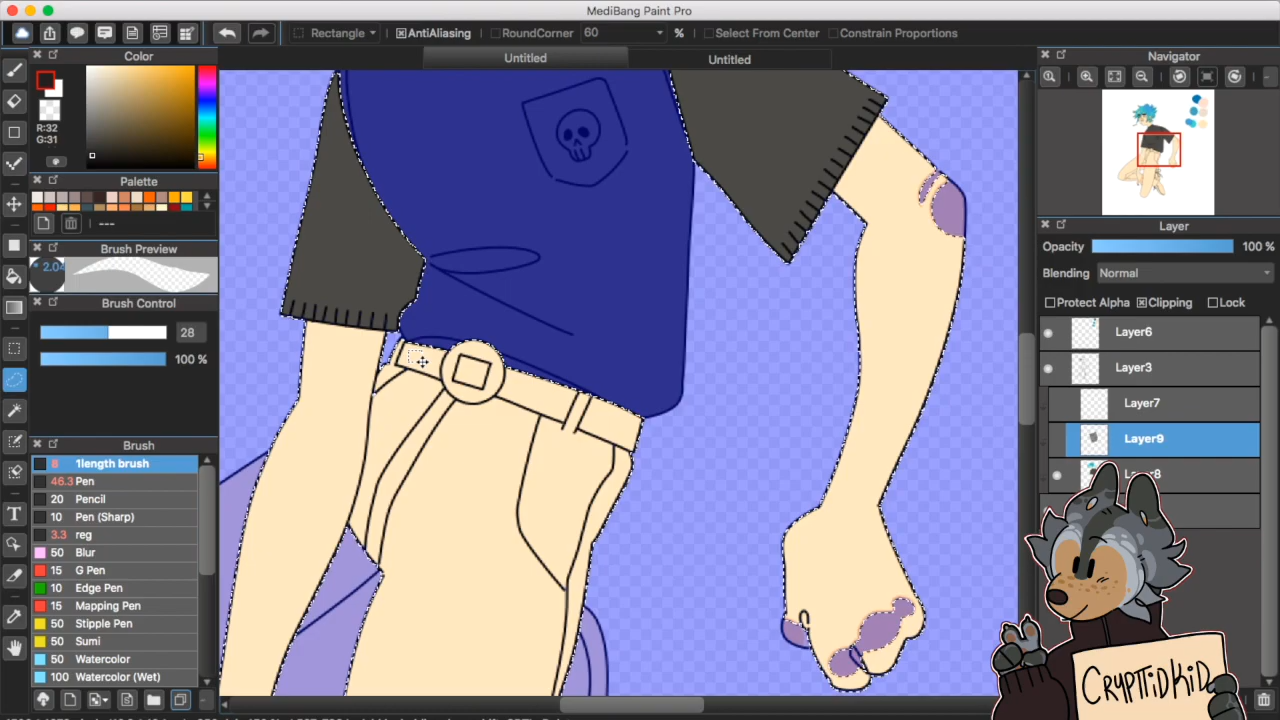 MediBang Paint Pro
Rectangle AntiAliasing RoundCorner 60 % Select From Center Constrain Proportions
Color Untitled Untitled Navigator
R:32
G:31
Palette
---
Layer
Brush Preview
Opacity 100 %
* 2.04
Blending Normal
Brush Control
Protect Alpha Clipping Lock
28
Layer6
100 %
Layer3
Layer7
Brush
Layer9
8 1length brush
46.3 Pen
20 Pencil
10 Pen (Sharp)
3.3 reg
50 Blur
15 G Pen
10 Edge Pen
15 Mapping Pen
50 Stipple Pen
50 Sumi
50 Watercolor
100 Watercolor (Wet)
T
CRYPTTIDKID